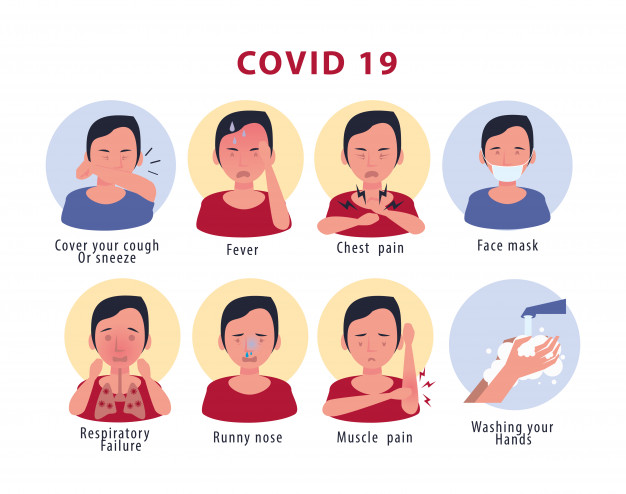 COVID 19
Cover your cough
Or sneeze
Fever
Chest pain
Face mask
Respiratory
Failure
Runny nose
Muscle pain
Washing your
Hands